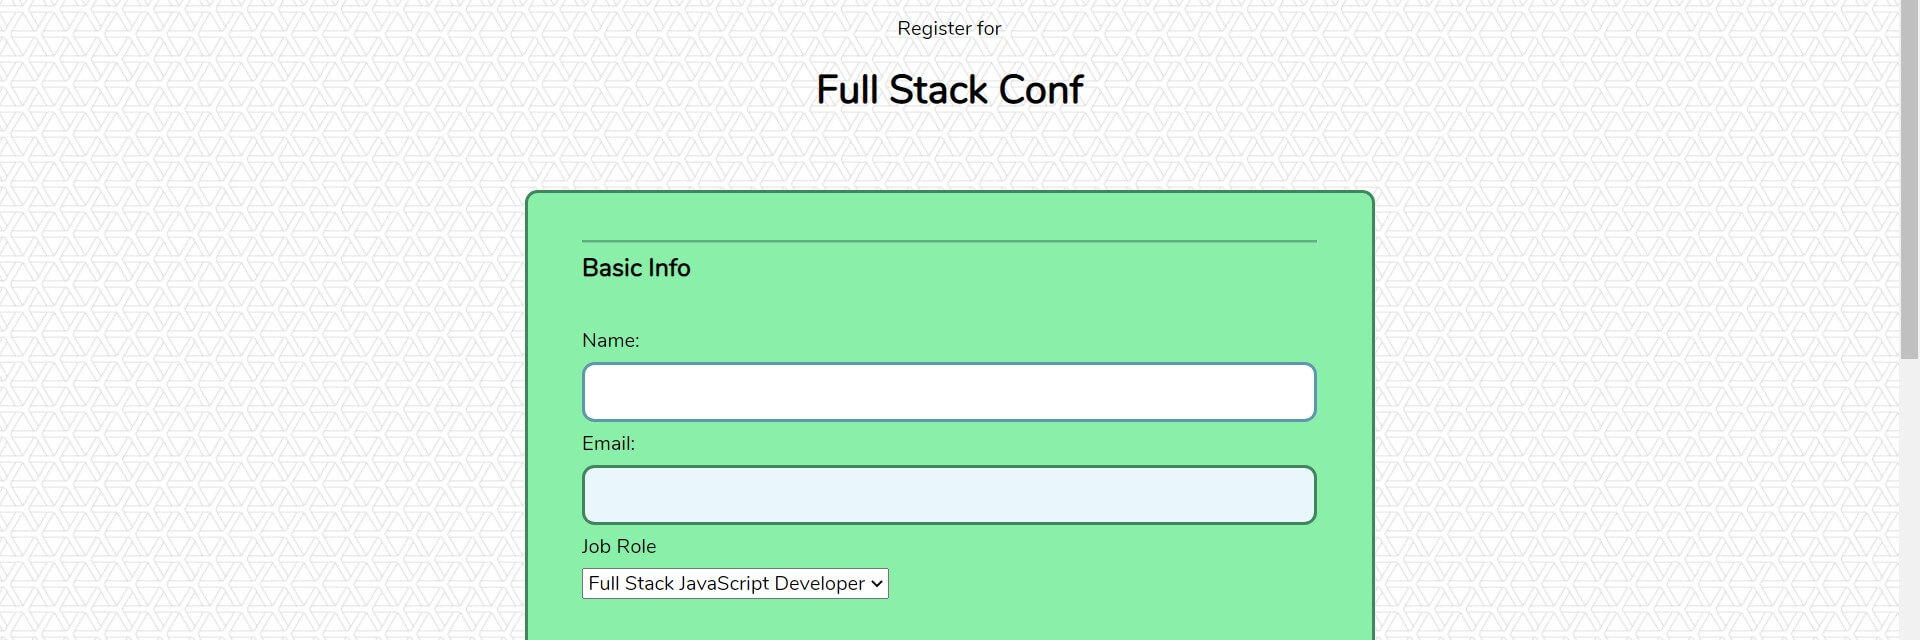 Register for
Full Stack Conf
Basic Info
Name:
Email:
Job Role
Full Stack JavaScript Developer